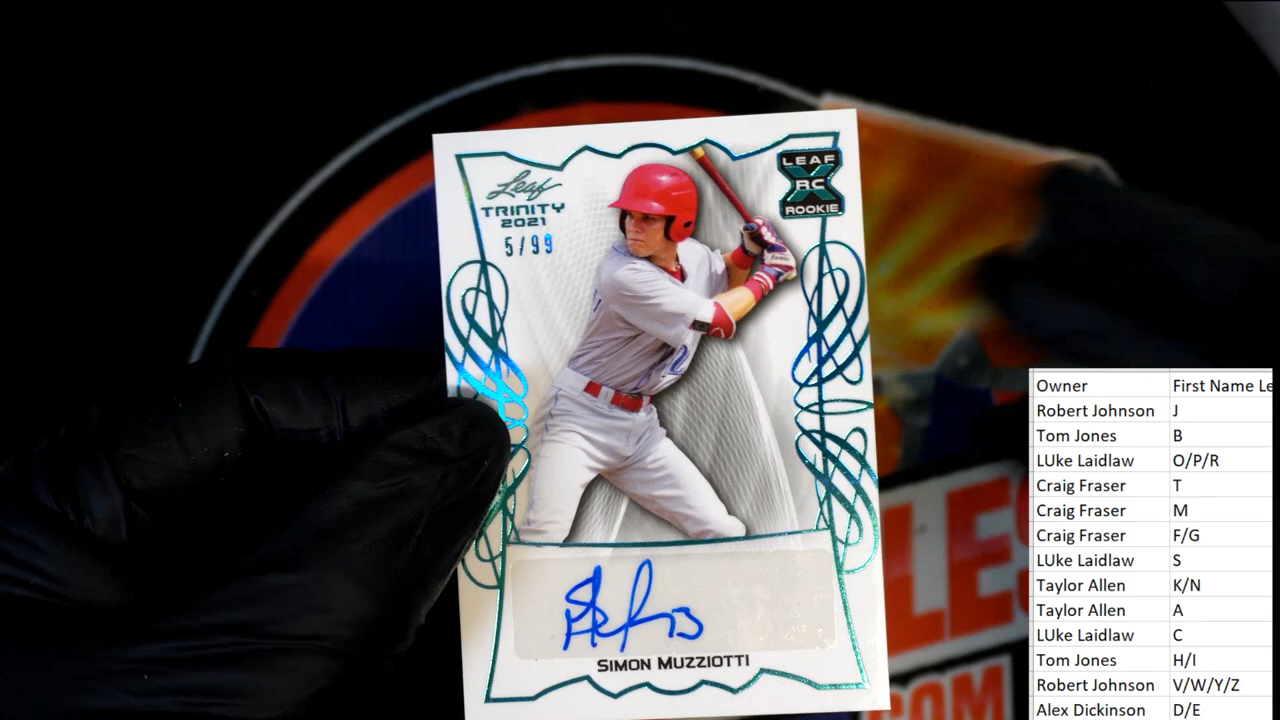 Leaf
TRINITY
2021
5/99
LEAF
X
RC
ROOKIE
SIMON MUZZIOTTI
LES
COM
Owner First Name Le
Robert Johnson J
Tom Jones B
LUke Laidlaw O/P/R
Craig Fraser T
Craig Fraser M
Craig Fraser F/G
LUke Laidlaw S
Taylor Allen K/N
Taylor Allen A
LUke Laidlaw C
Tom Jones H/I
Robert Johnson V/W/Y/Z
Alex Dickinson D/E